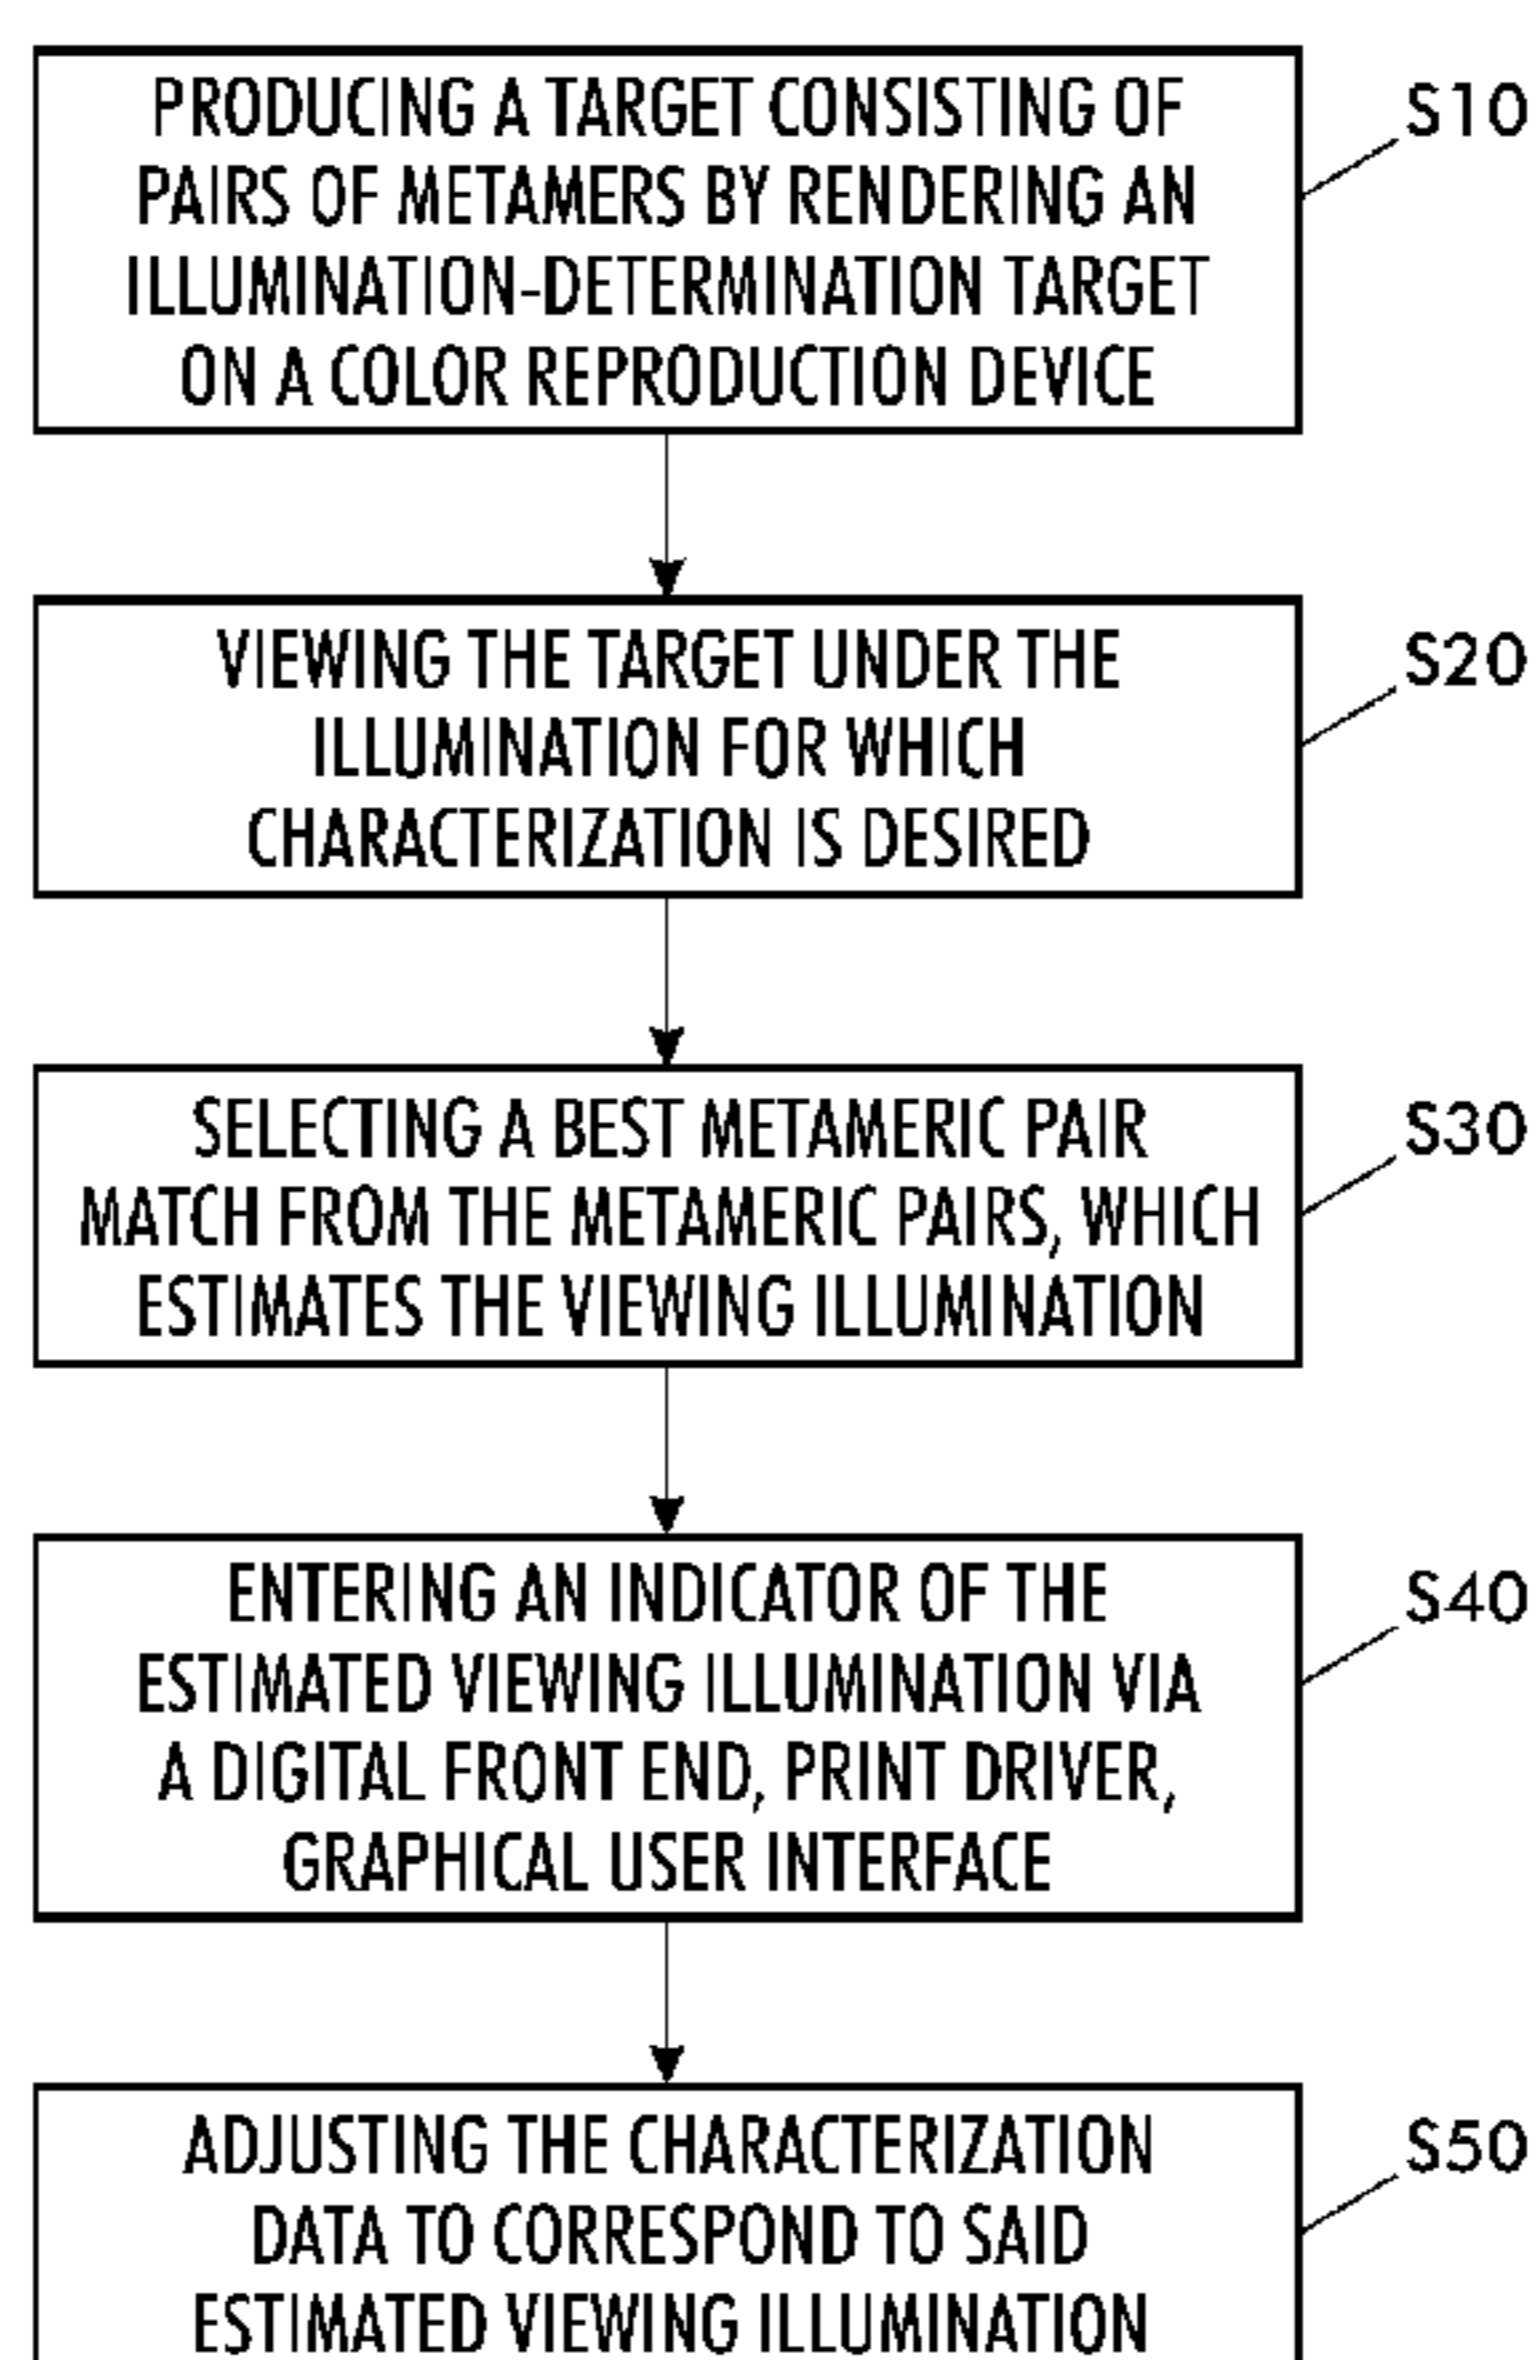 PRODUCING A TARGET CONSISTING OF
PAIRS OF METAMERS BY RENDERING AN
ILLUMINATION-DETERMINATION TARGET
ON A COLOR REPRODUCTION DEVICE
S10
VIEWING THE TARGET UNDER THE
ILLUMINATION FOR WHICH
CHARACTERIZATION IS DESIRED
S20
SELECTING A BEST METAMERIC PAIR
MATCH FROM THE METAMERIC PAIRS, WHICH
ESTIMATES THE VIEWING ILLUMINATION
S30
ENTERING AN INDICATOR OF THE
ESTIMATED VIEWING ILLUMINATION VIA
A DIGITAL FRONT END, PRINT DRIVER,
GRAPHICAL USER INTERFACE
S40
ADJUSTING THE CHARACTERIZATION
DATA TO CORRESPOND TO SAID
ESTIMATED VIEWING ILLUMINATION
S50